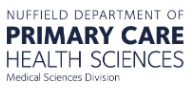 NUFFIELD DEPARTMENT OF
PRIMARY CARE
HEALTH SCIENCES
Medical Sciences Division